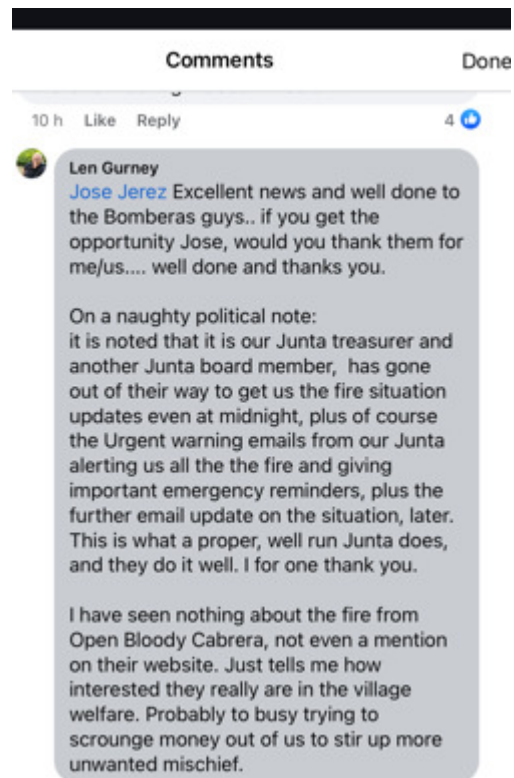 Comments
Done
10 h Like Reply
4
Len Gurney
Jose Jerez Excellent news and well done to
the Bomberas guys.. if you get the
opportunity Jose, would you thank them for
me/us.... well done and thanks you.
On a naughty political note:
it is noted that it is our Junta treasurer and
another Junta board member, has gone
out of their way to get us the fire situation
updates even at midnight, plus of course
the Urgent warning emails from our Junta
alerting us all the the fire and giving
important emergency reminders, plus the
further email update on the situation, later.
This is what a proper, well run Junta does,
and they do it well. I for one thank you.
I have seen nothing about the fire from
Open Bloody Cabrera, not even a mention
on their website. Just tells me how
interested they really are in the village
welfare. Probably to busy trying to
scrounge money out of us to stir up more
unwanted mischief.